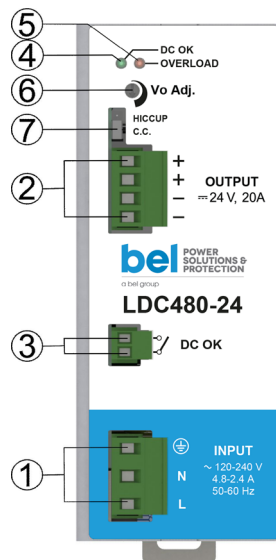 5
4
DC OK
OVERLOAD
6
Vo Adj.
7
HICCUP
C.C.
2
+
+
−
−
OUTPUT
⎓ 24 V, 20A
bel POWER
SOLUTIONS &
PROTECTION
a bel group
LDC480-24
3
DC OK
1
INPUT
∼ 120-240 V
4.8-2.4 A
50-60 Hz
N
L